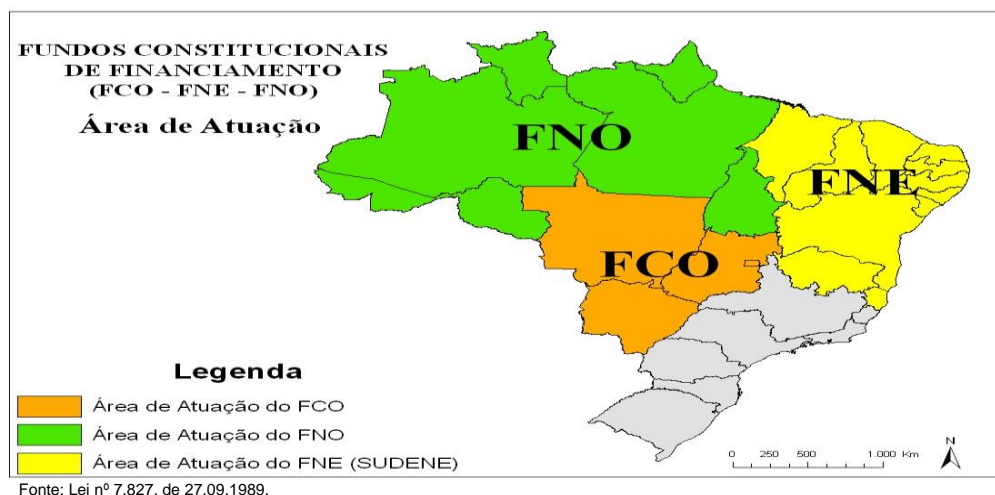 FUNDOS CONSTITUCIONAIS
DE FINANCIAMENTO
(FCO - FNE - FNO)
Área de Atuação
FNO
FNE
FCO
Legenda
Área de Atuação do FCO
Área de Atuação do FNO
Área de Atuação do FNE (SUDENE)
0 250 500 1.000 Km
N
Fonte: Lei nº 7.827, de 27.09.1989.